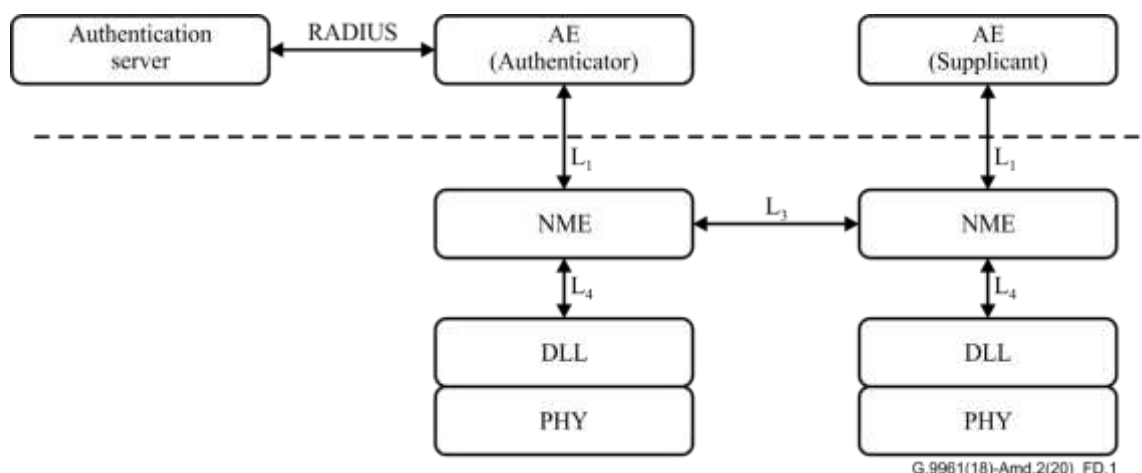 Authentication
server
RADIUS
AE
(Authenticator)
AE
(Supplicant)
L₁
L₁
NME
L₃
NME
L₄
L₄
DLL
DLL
PHY
PHY
G.9961(18)-Amd.2(20)_FD.1